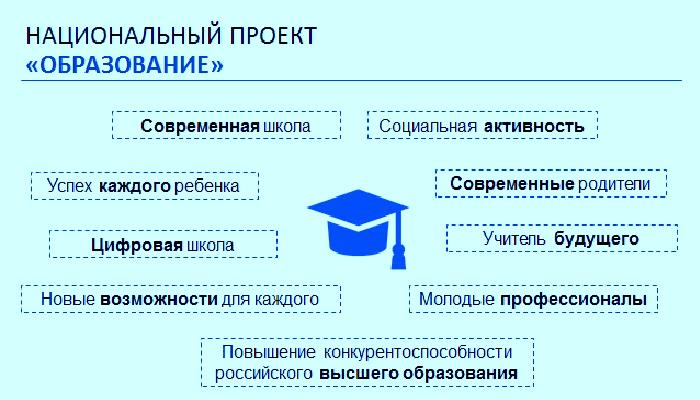 НАЦИОНАЛЬНЫЙ ПРОЕКТ
«ОБРАЗОВАНИЕ»
Современная школа
Социальная активность
Успех каждого ребенка
Современные родители
Цифровая школа
Учитель будущего
Новые возможности для каждого
Молодые профессионалы
Повышение конкурентоспособности
российского высшего образования